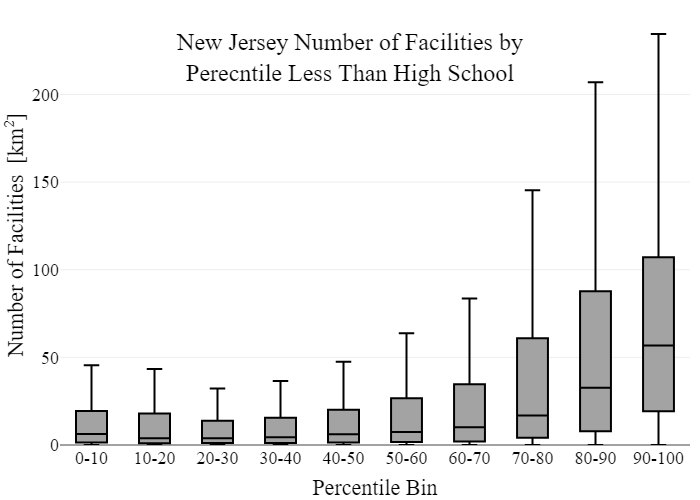 New Jersey Number of Facilities by
Perecntile Less Than High School
Number of Facilities [km²]
200
150
100
50
0
0-10 10-20 20-30 30-40 40-50 50-60 60-70 70-80 80-90 90-100
Percentile Bin